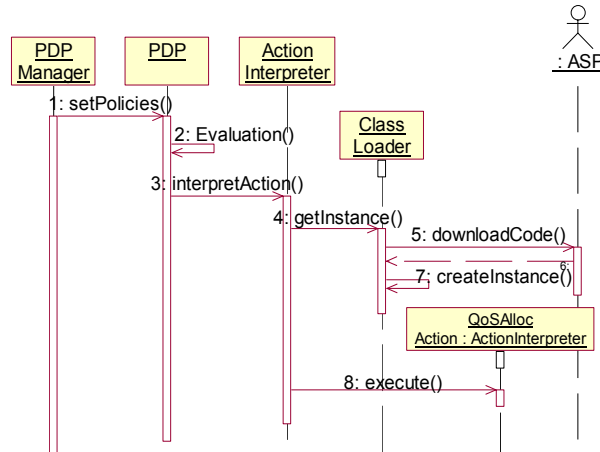 PDP
Manager
PDP
Action
Interpreter
: ASP
1: setPolicies()
2: Evaluation()
Class
Loader
3: interpretAction()
4: getInstance()
5: downloadCode()
6:
7: createInstance()
QoSAlloc
Action : ActionInterpreter
8: execute()